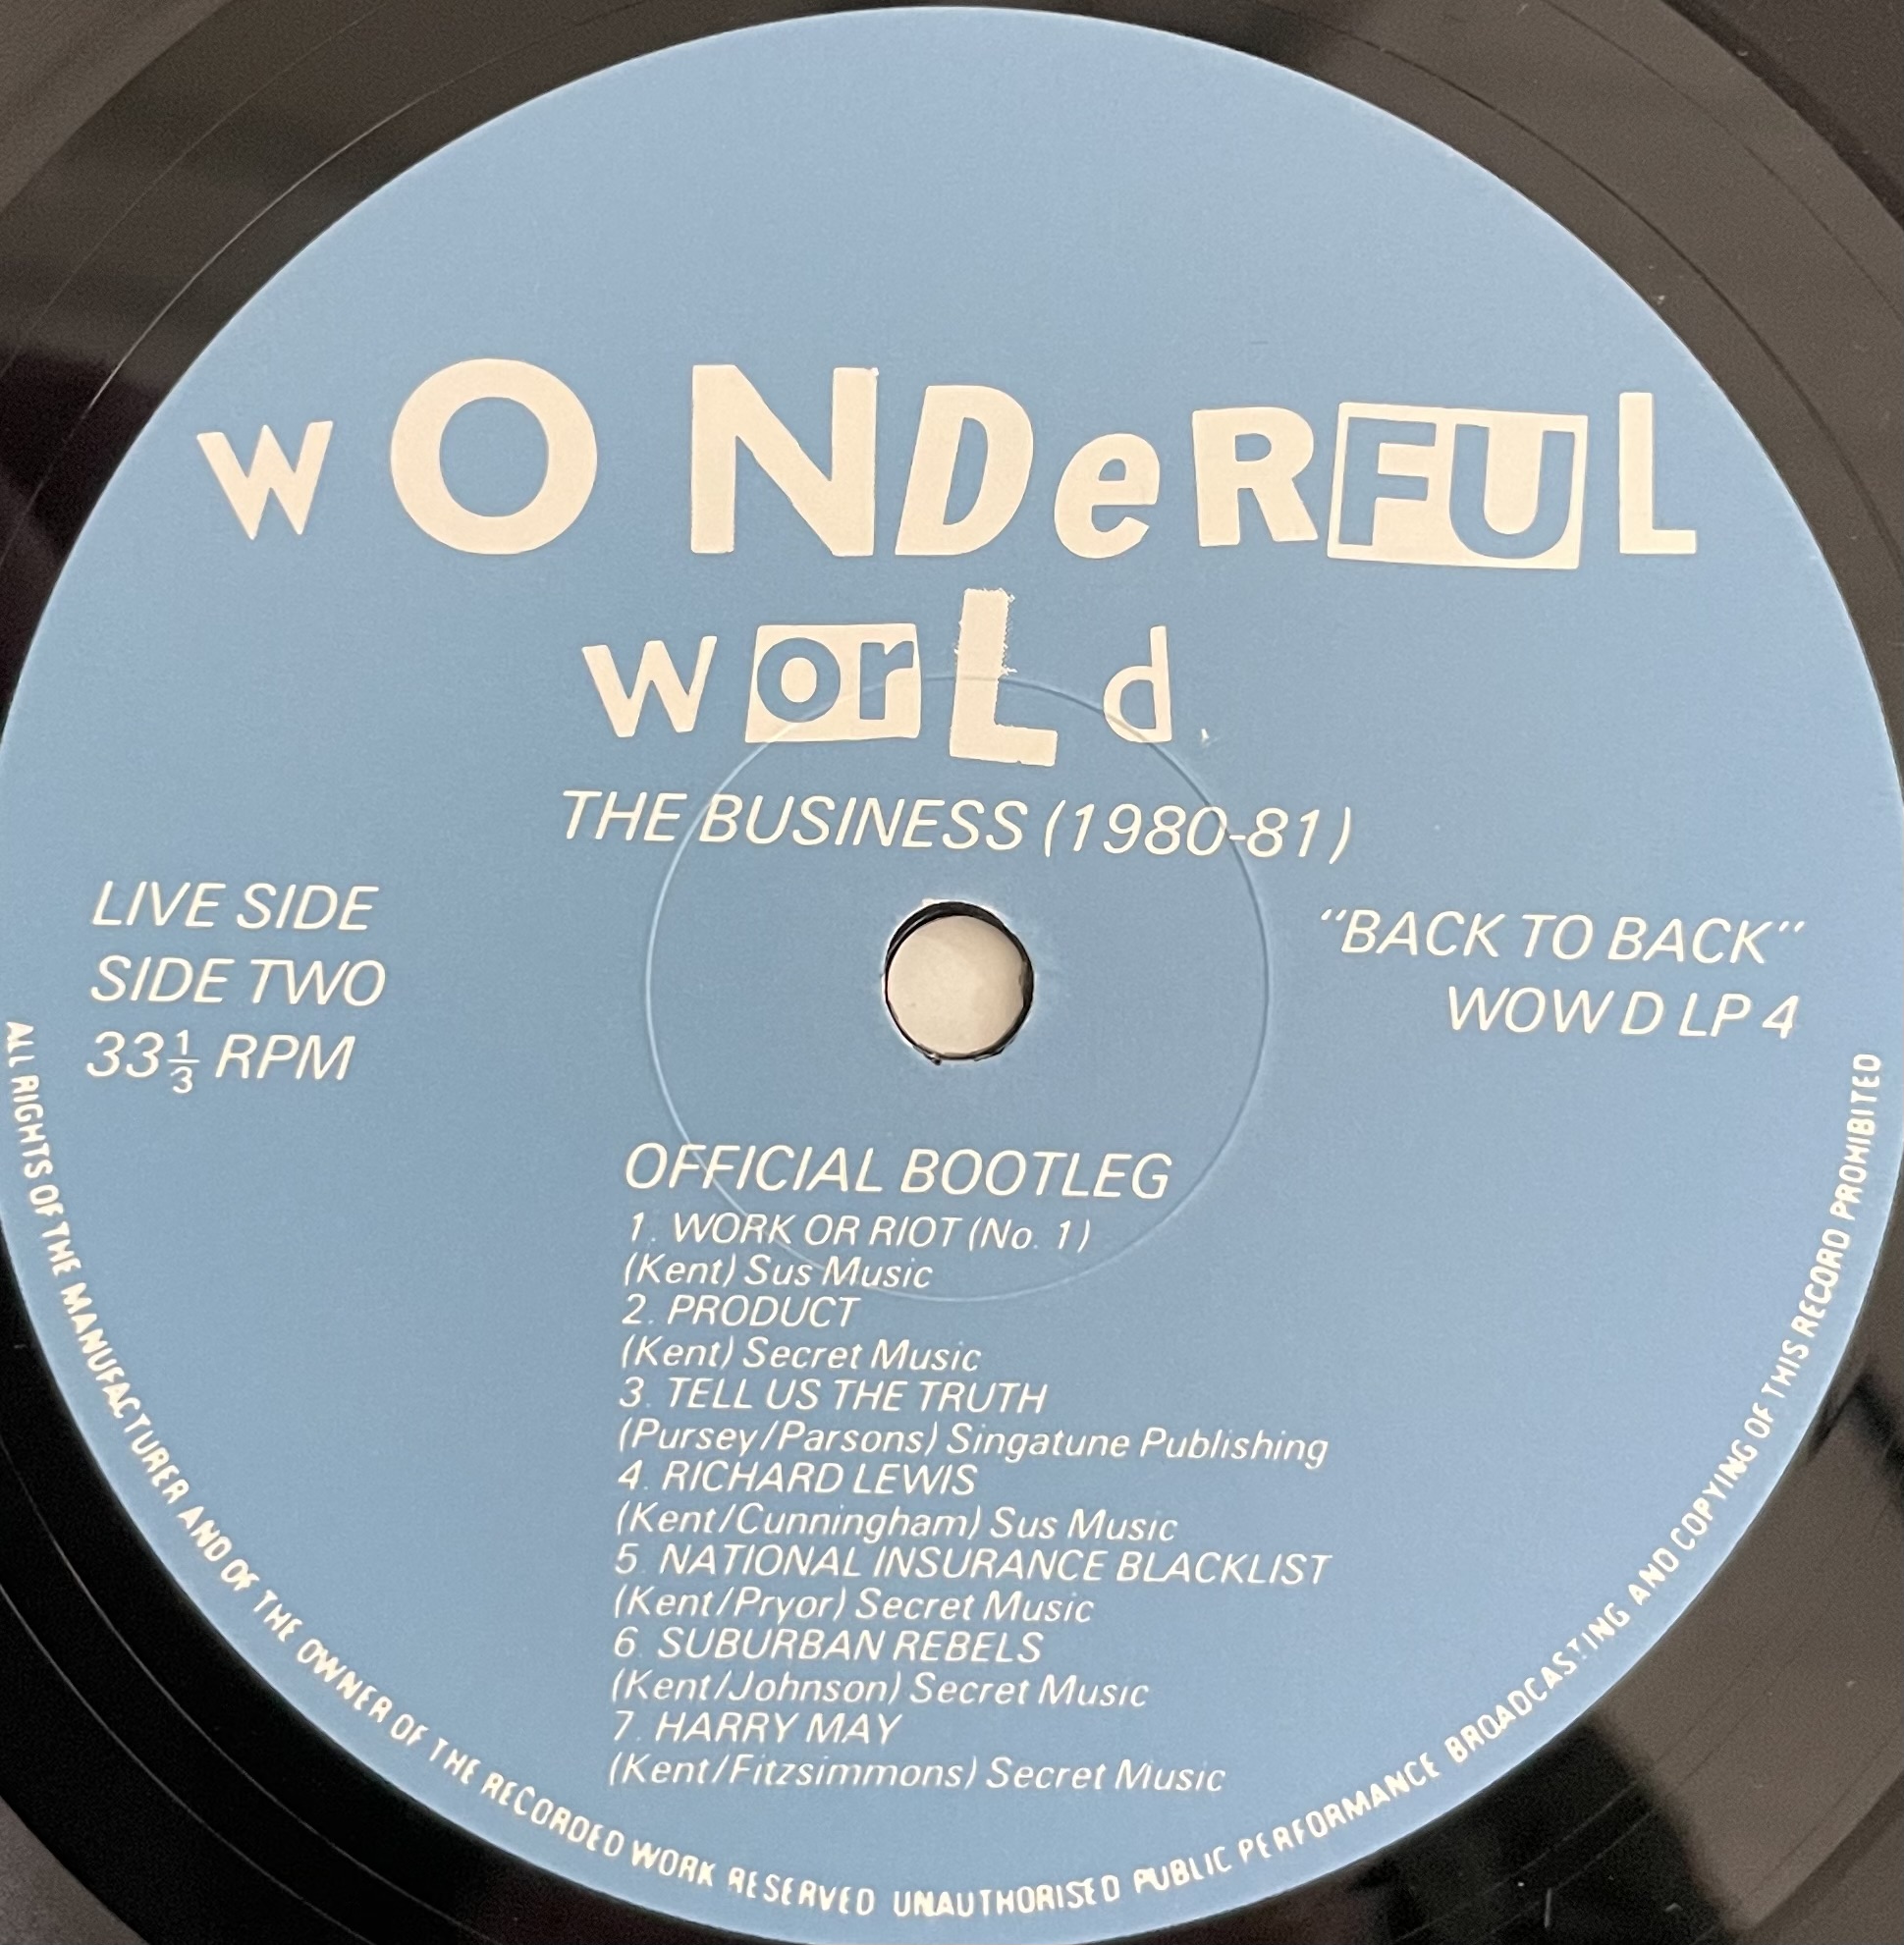 WONDeRFUL
WorLd.
THE BUSINESS (1980-81)
LIVE SIDE
SIDE TWO
33⅓ RPM
"BACK TO BACK"
WOW D LP 4
OFFICIAL BOOTLEG
1. WORK OR RIOT (No. 1)
(Kent) Sus Music
2. PRODUCT
(Kent) Secret Music
3. TELL US THE TRUTH
(Pursey/Parsons) Singatune Publishing
4. RICHARD LEWIS
(Kent/Cunningham) Sus Music
5. NATIONAL INSURANCE BLACKLIST
(Kent/Pryor) Secret Music
6. SUBURBAN REBELS
(Kent/Johnson) Secret Music
7. HARRY MAY
(Kent/Fitzsimmons) Secret Music
ALL RIGHTS OF THE MANUFACTURER AND OF THE OWNER OF THE RECORDED WORK RESERVED UNAUTHORISED PUBLIC PERFORMANCE BROADCASTING AND COPYING OF THIS RECORD PROHIBITED